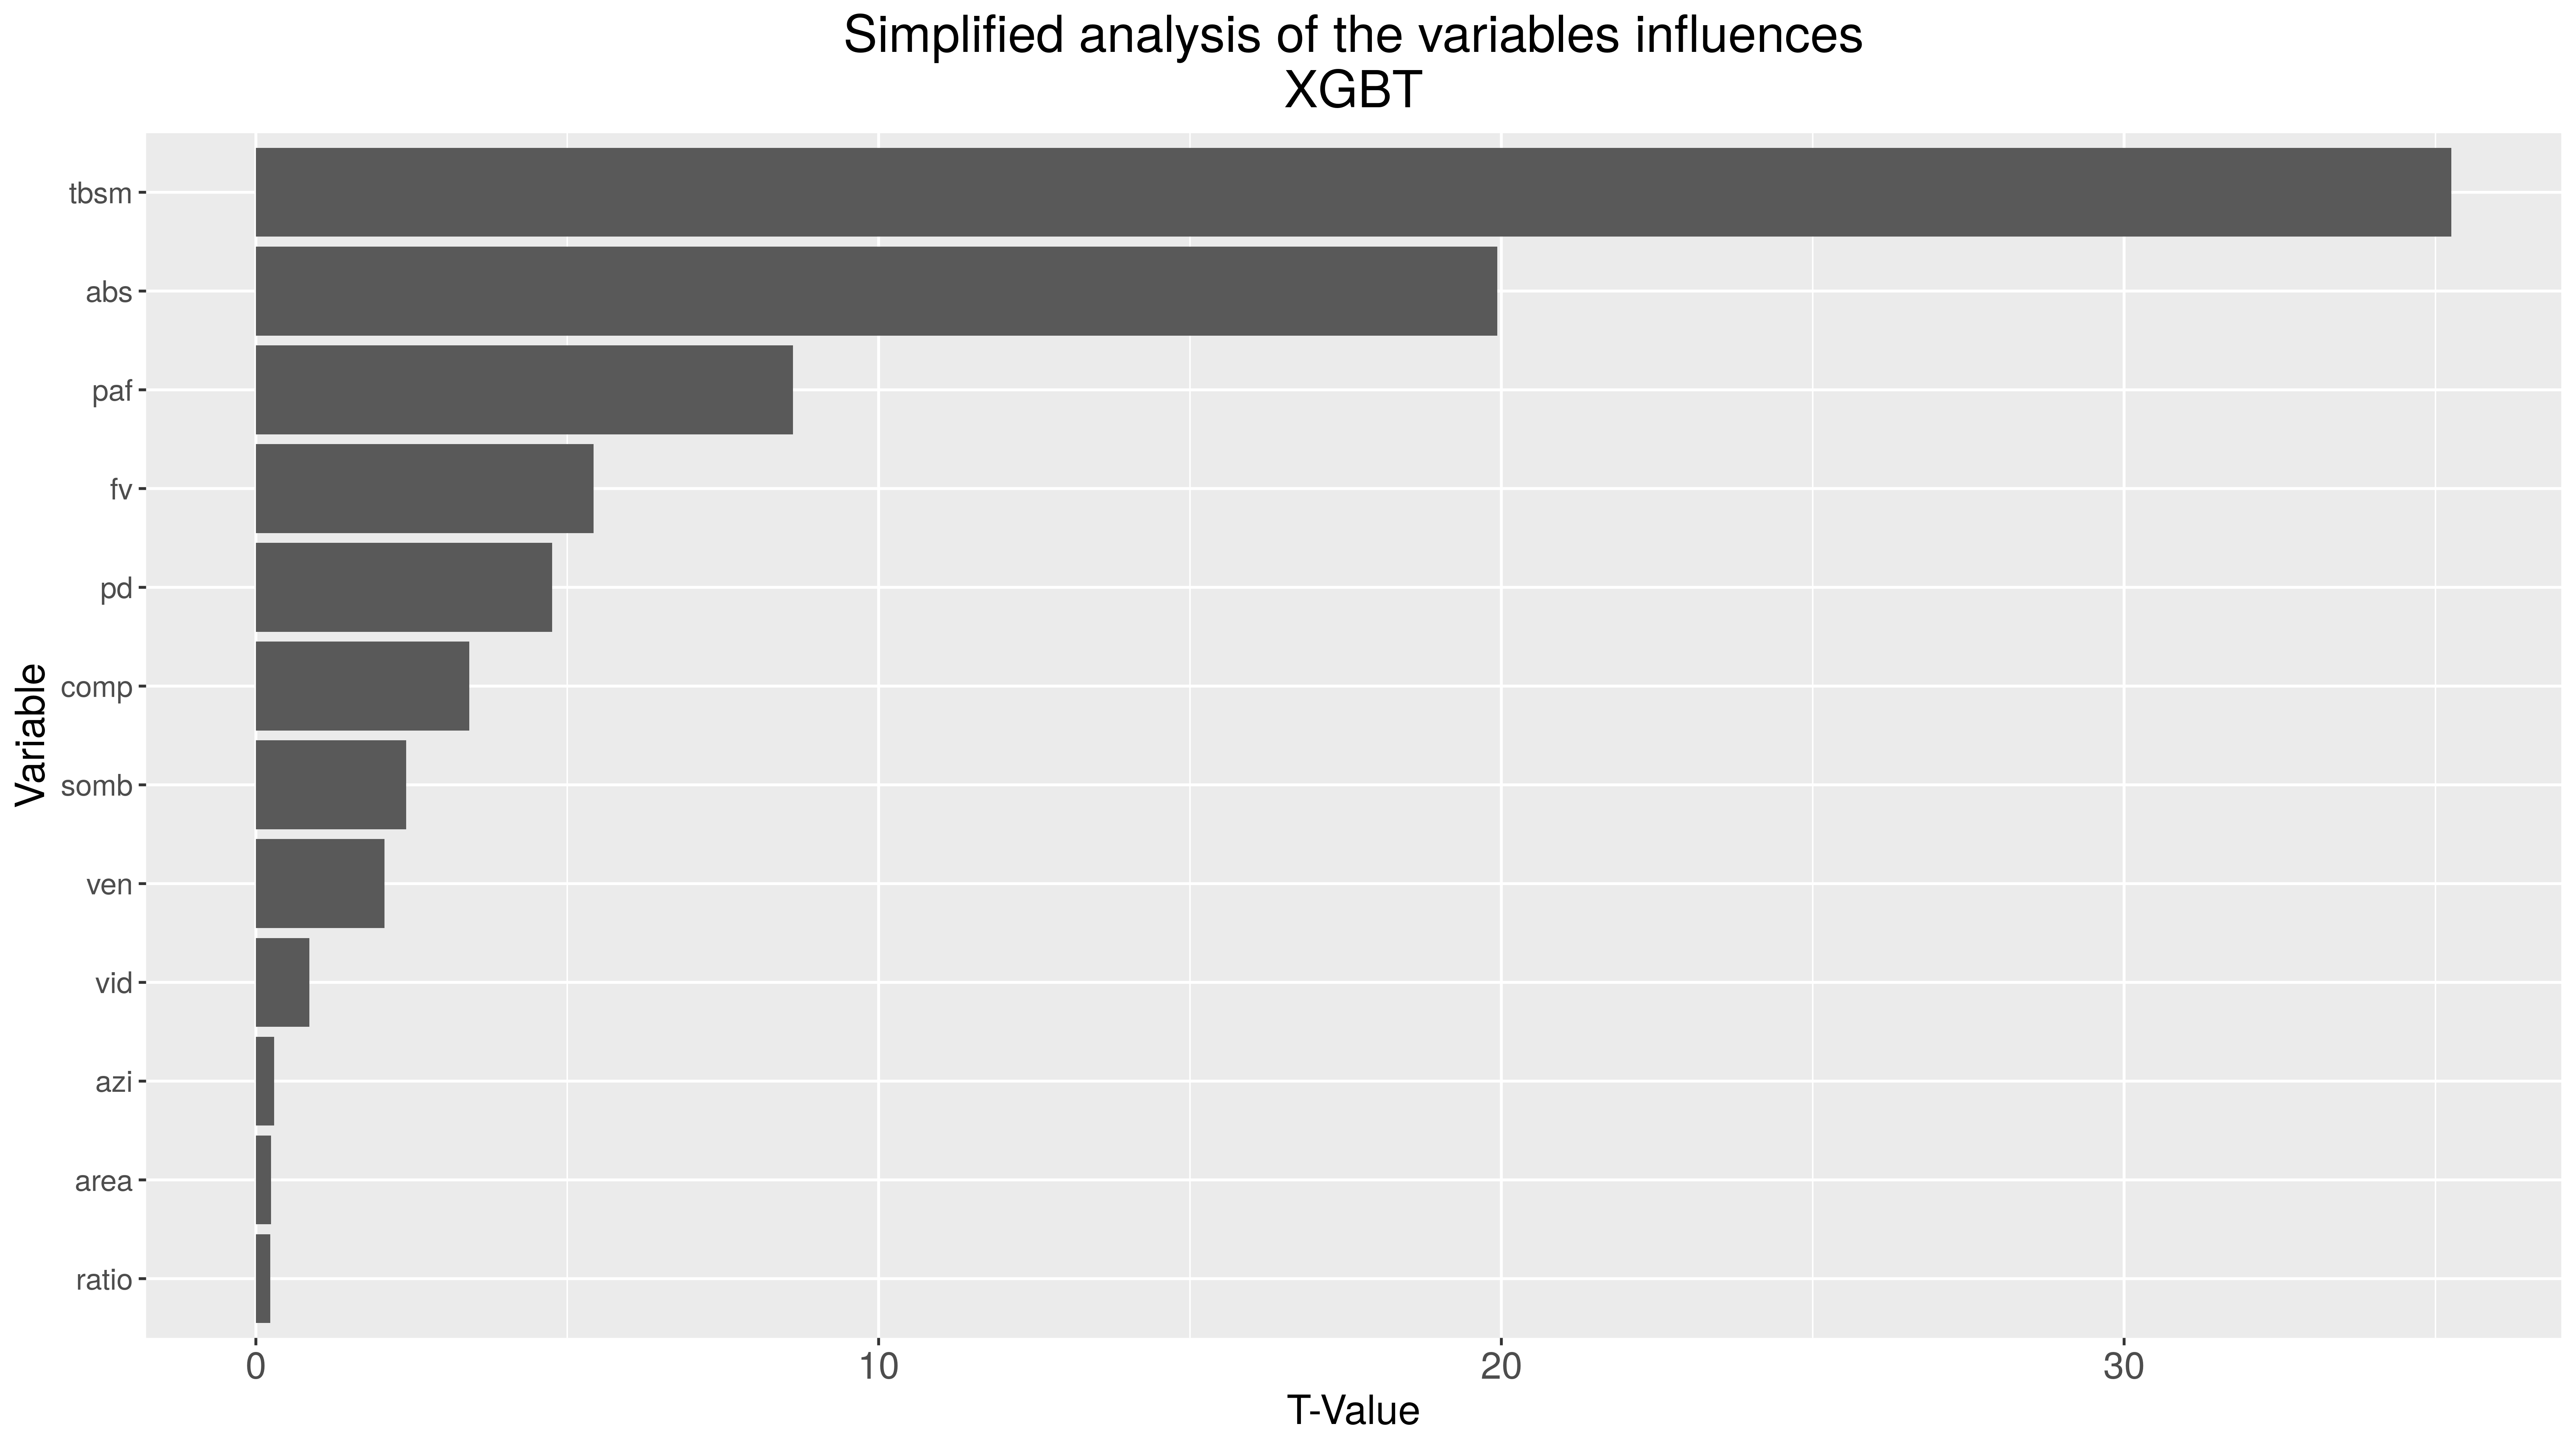 Simplified analysis of the variables influences
XGBT
tbsm
abs
paf
fv
pd
comp
somb
ven
vid
azi
area
ratio
Variable
0 10 20 30
T-Value